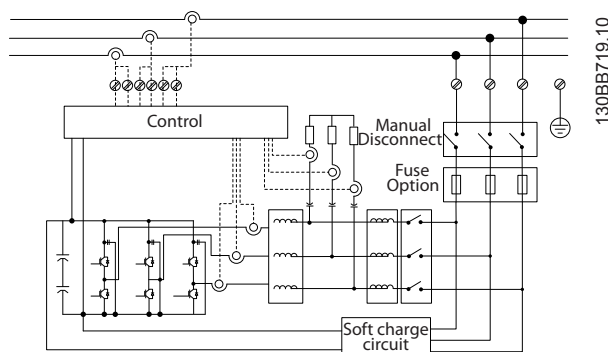 130BB719.10
Control
Manual
Disconnect
Fuse
Option
Soft charge
circuit